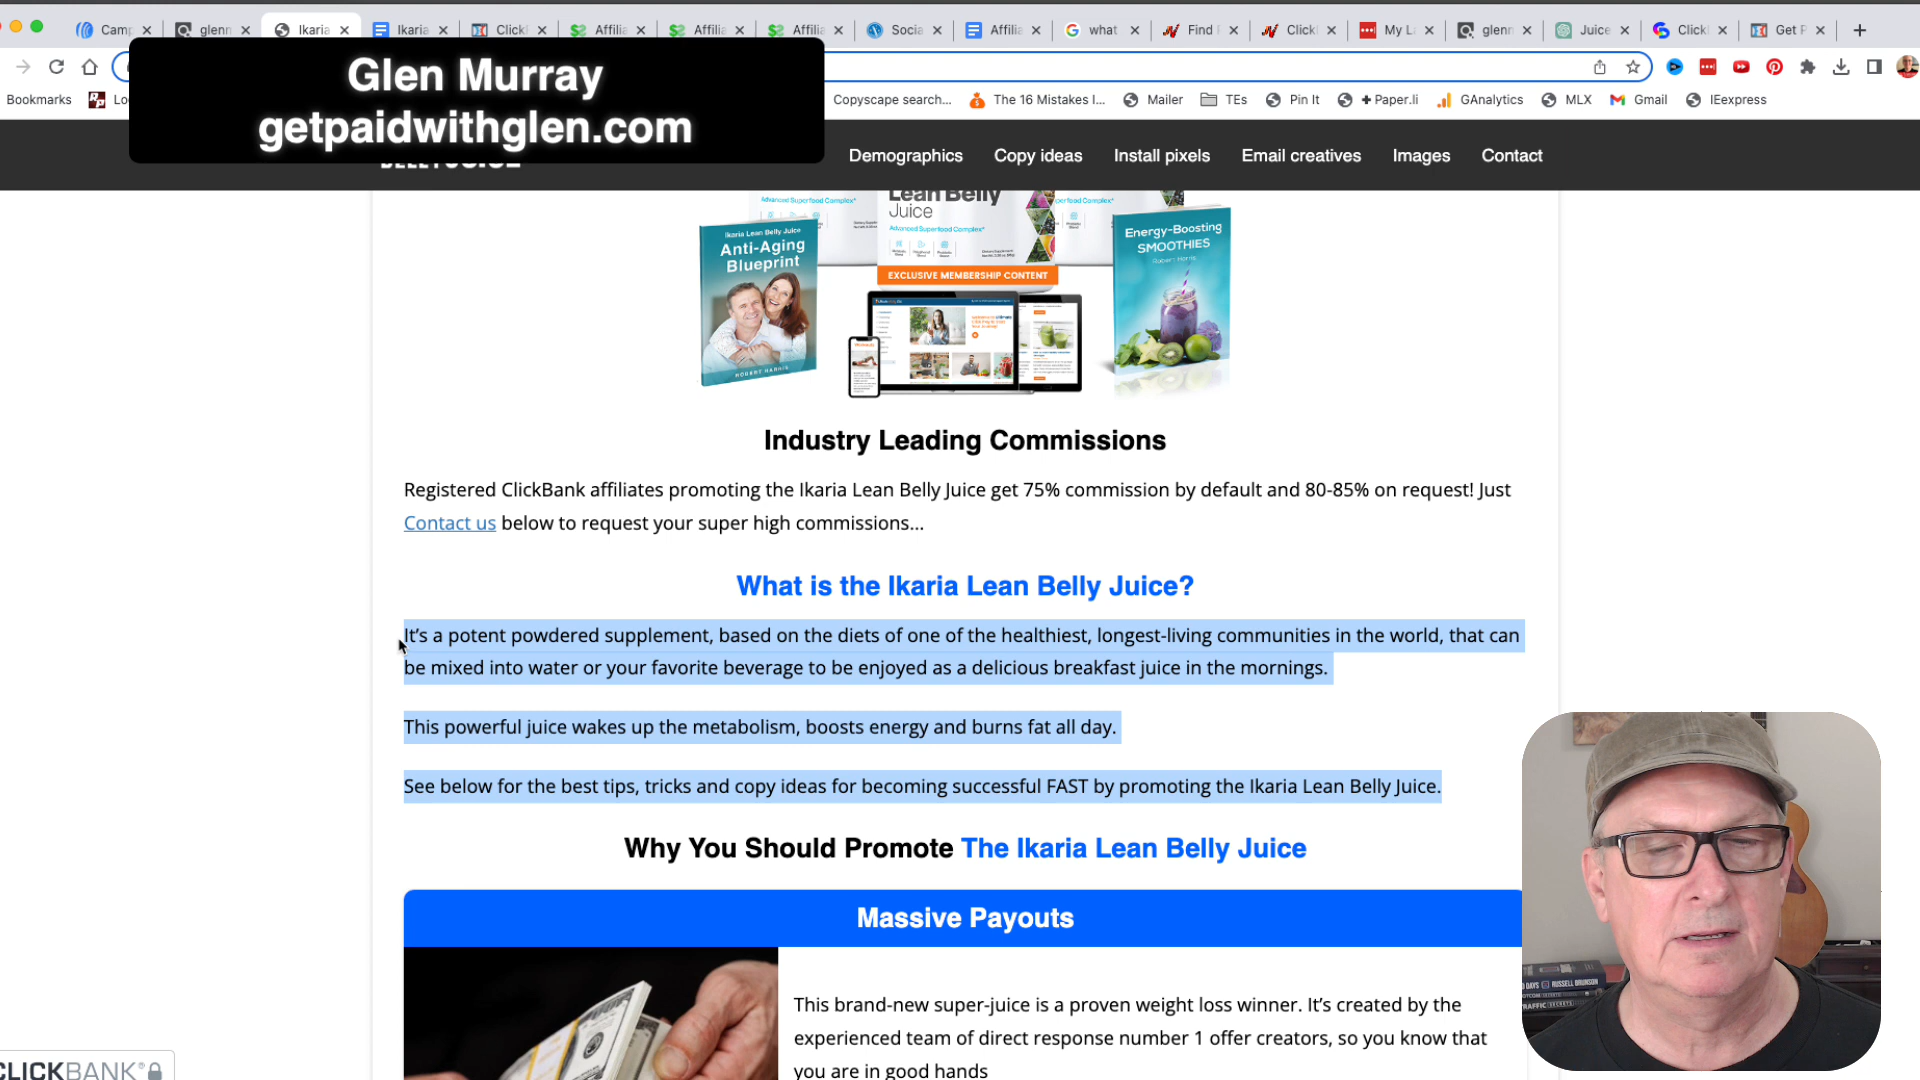 Camp
glenn
Ikaria
Ikaria
Click
Affilia
Affilia
Affilia
Socia
Affilia
what
Find
Click
My L
glenn
Juice
Click
Get P
Glen Murray
getpaidwithglen.com
Bookmarks
Copyscape search...
The 16 Mistakes I...
Mailer
TEs
Pin It
+ Paper.li
GAnalytics
MLX
Gmail
IEexpress
Demographics
Copy ideas
Install pixels
Email creatives
Images
Contact
Lean Belly
Juice
Advanced Superfood Complex*
Advanced Superfood Complex*
Ikaria Lean Belly Juice
Anti-Aging
Blueprint
ROBERT HARRIS
EXCLUSIVE MEMBERSHIP CONTENT
Energy-Boosting
SMOOTHIES
Robert Harris
Industry Leading Commissions
Registered ClickBank affiliates promoting the Ikaria Lean Belly Juice get 75% commission by default and 80-85% on request! Just
Contact us below to request your super high commissions...
What is the Ikaria Lean Belly Juice?
It's a potent powdered supplement, based on the diets of one of the healthiest, longest-living communities in the world, that can
be mixed into water or your favorite beverage to be enjoyed as a delicious breakfast juice in the mornings.
This powerful juice wakes up the metabolism, boosts energy and burns fat all day.
See below for the best tips, tricks and copy ideas for becoming successful FAST by promoting the Ikaria Lean Belly Juice.
Why You Should Promote The Ikaria Lean Belly Juice
Massive Payouts
This brand-new super-juice is a proven weight loss winner. It's created by the
experienced team of direct response number 1 offer creators, so you know that
you are in good hands
CLICKBANK®
RUSSELL BRUNSON